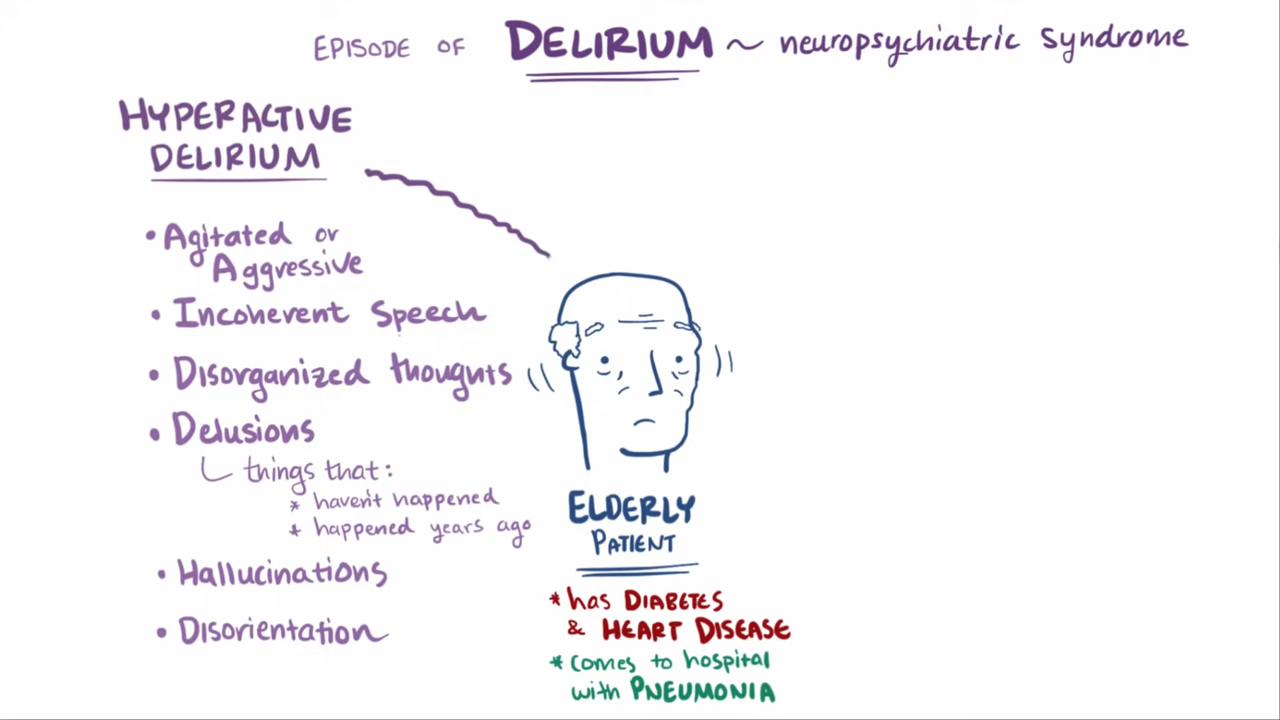 EPISODE OF DELIRIUM ~ neuropsychiatric syndrome
HYPERACTIVE
DELIRIUM
• Agitated or
Aggressive
• Incoherent Speech
• Disorganized thoughts
• Delusions
things that:
* haven't happened
* happened years ago
• Hallucinations
• Disorientation
ELDERLY
PATIENT
* has DIABETES
& HEART DISEASE
* comes to hospital
with PNEUMONIA